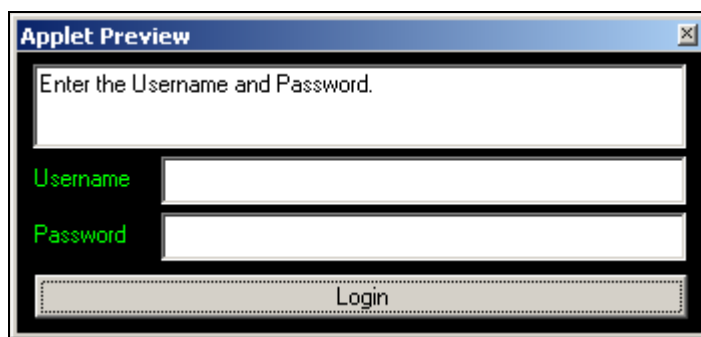 Applet Preview
Enter the Username and Password.
Username
Password
Login